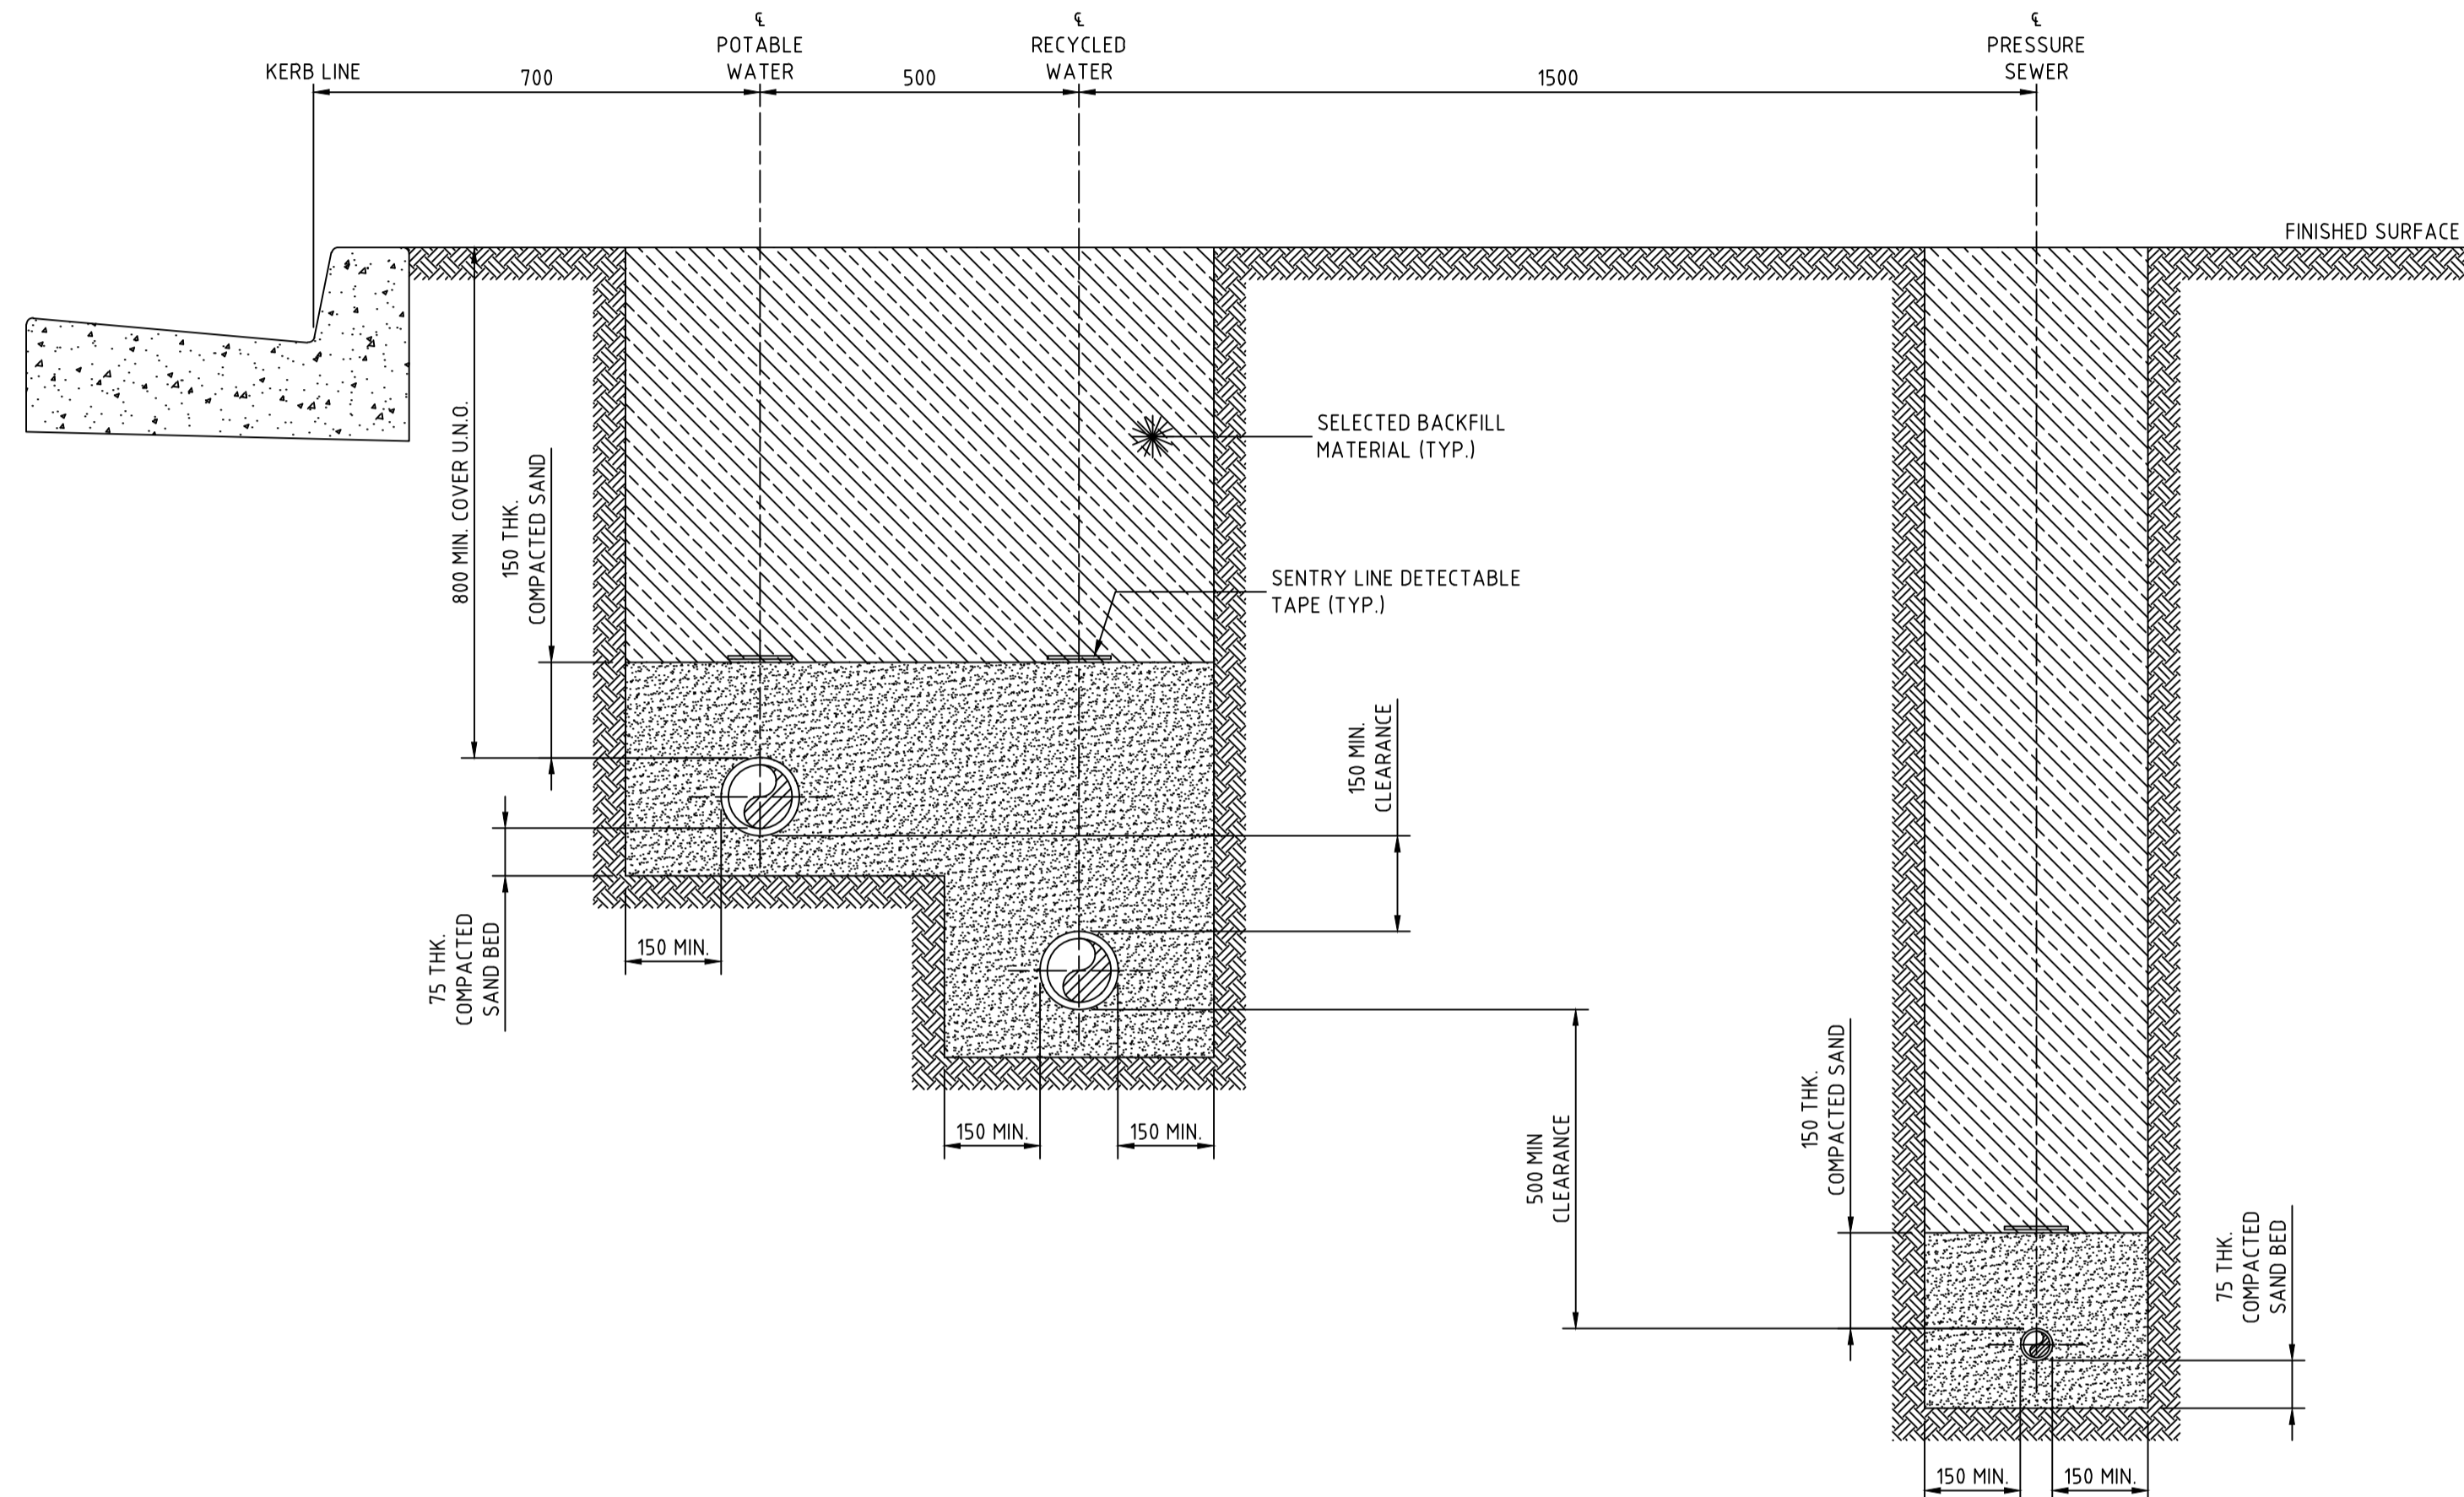 ℄
POTABLE
WATER
℄
RECYCLED
WATER
℄
PRESSURE
SEWER
KERB LINE
700
500
1500
FINISHED SURFACE
800 MIN. COVER U.N.O.
150 THK.
COMPACTED SAND
SELECTED BACKFILL
MATERIAL (TYP.)
SENTRY LINE DETECTABLE
TAPE (TYP.)
150 MIN.
CLEARANCE
75 THK.
COMPACTED
SAND BED
150 MIN.
150 MIN.
150 MIN.
500 MIN
CLEARANCE
150 THK.
COMPACTED SAND
75 THK.
COMPACTED
SAND BED
150 MIN.
150 MIN.